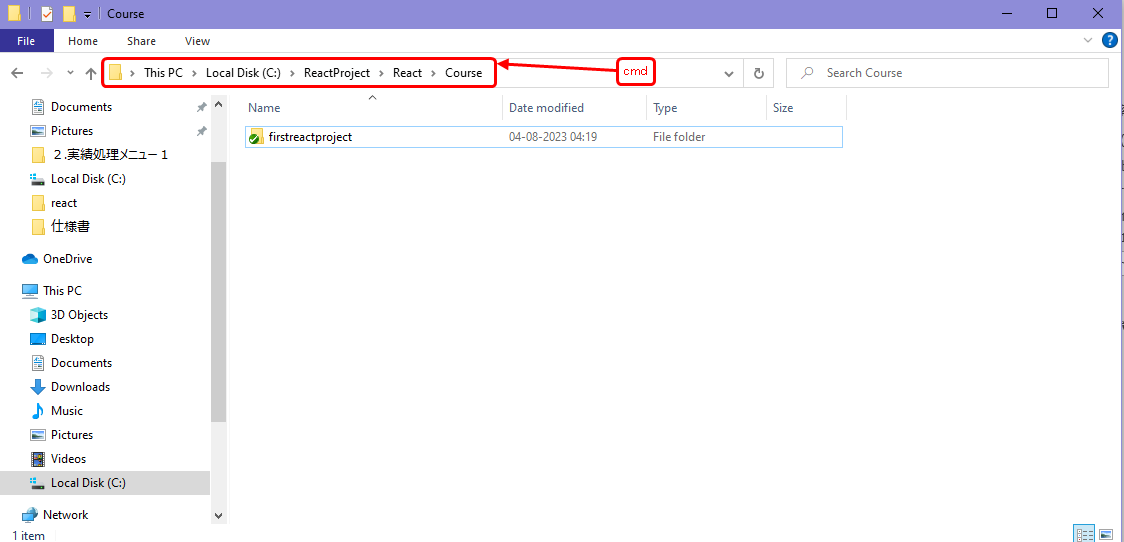 Course
File Home Share View
This PC Local Disk (C:) ReactProject React Course
cmd
Search Course
Documents
Pictures
２.実績処理メニュー１
Local Disk (C:)
react
仕様書
OneDrive
This PC
3D Objects
Desktop
Documents
Downloads
Music
Pictures
Videos
Local Disk (C:)
Network
Name Date modified Type Size
firstreactproject 04-08-2023 04:19 File folder
1 item